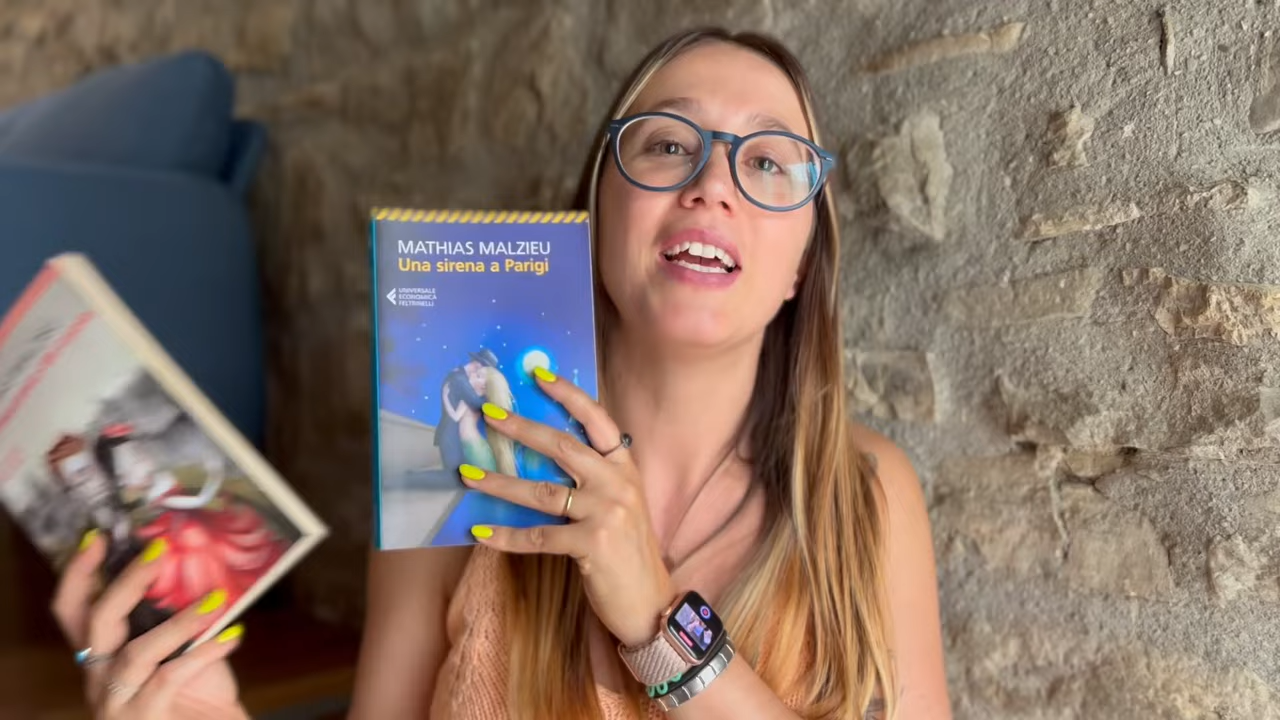 MATHIAS MALZIEU
Una sirena a Parigi
UNIVERSALE
ECONOMICA
FELTRINELLI